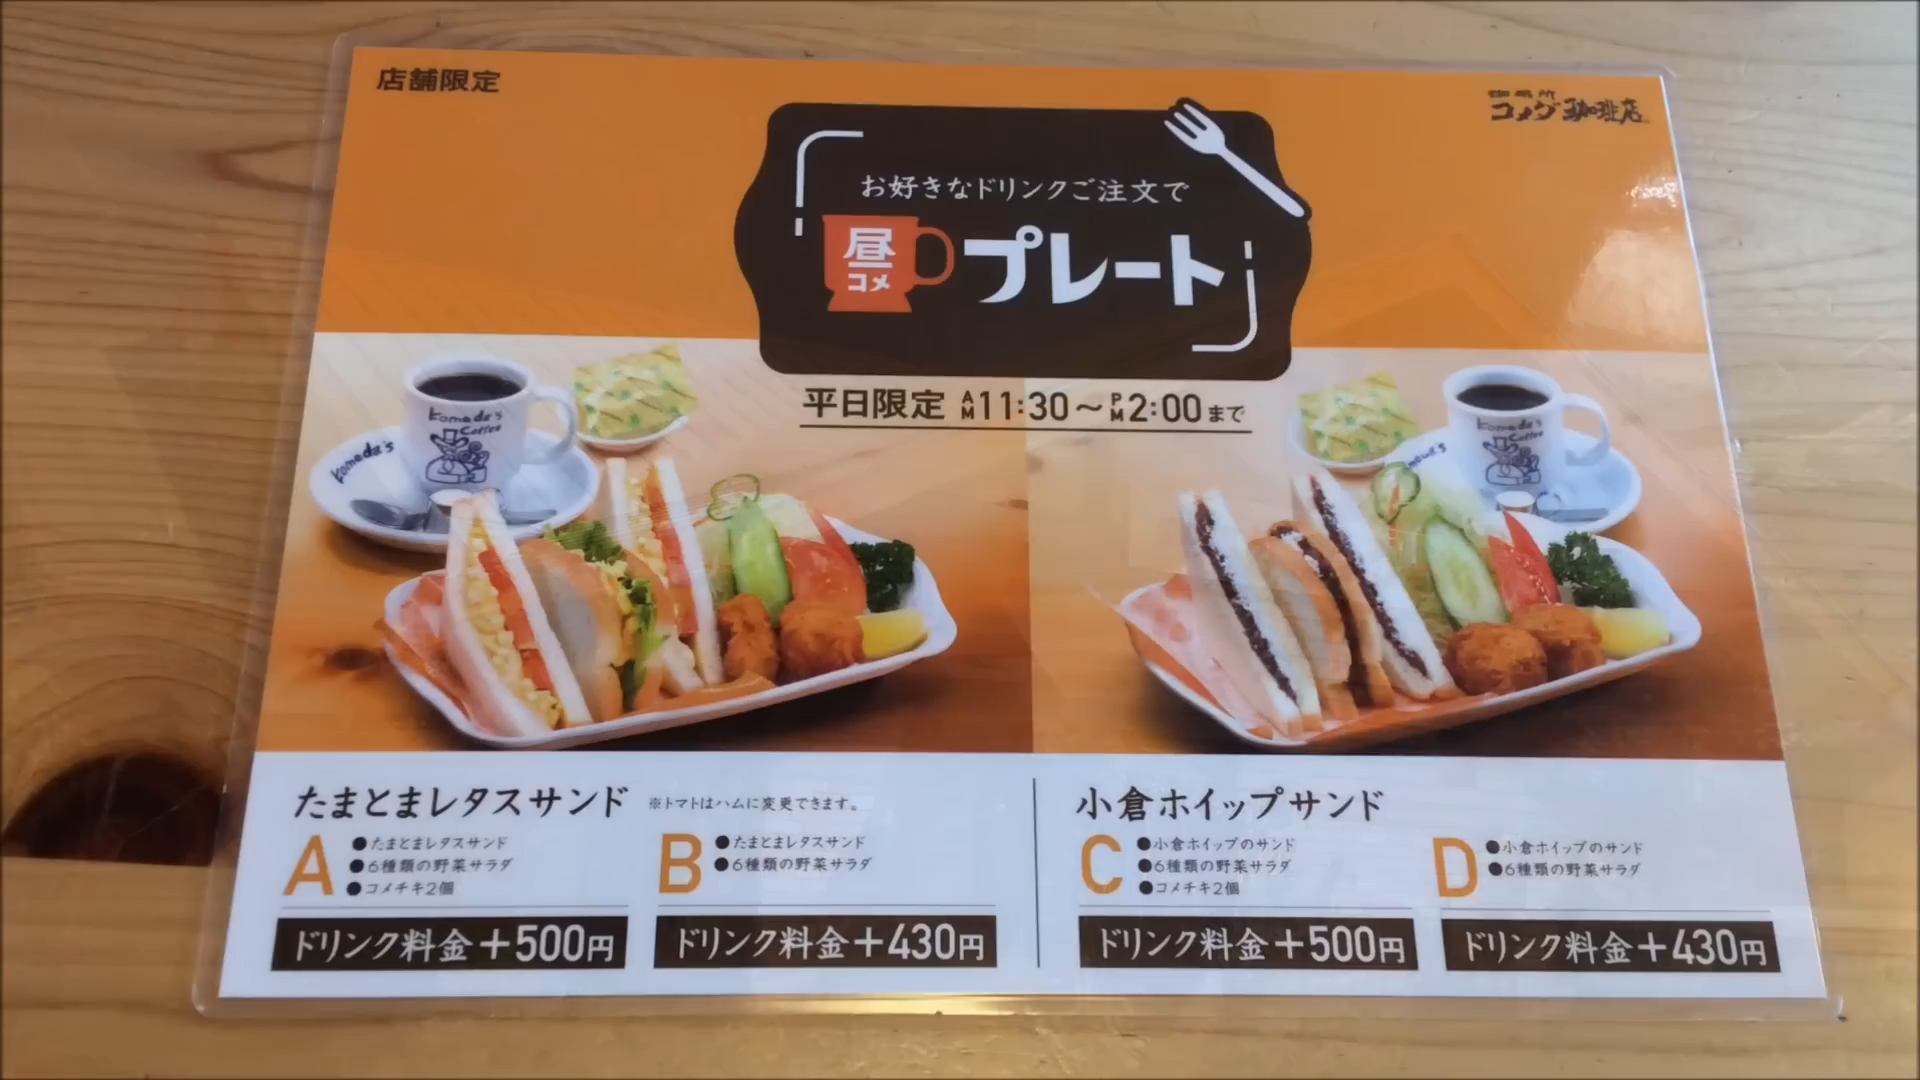 店舗限定
珈琲所
コメダ珈琲店
お好きなドリンクご注文で
昼コメ プレート
平日限定 AM11:30〜PM2:00まで
Komeda's
Coffee
Komeda's
Komeda's
Coffee
たまとまレタスサンド ※トマトはハムに変更できます。
A
●たまとまレタスサンド
●6種類の野菜サラダ
●コメチキ2個
ドリンク料金+500円
B
●たまとまレタスサンド
●6種類の野菜サラダ
ドリンク料金+430円
小倉ホイップサンド
C
●小倉ホイップのサンド
●6種類の野菜サラダ
●コメチキ2個
ドリンク料金+500円
D
●小倉ホイップのサンド
●6種類の野菜サラダ
ドリンク料金+430円